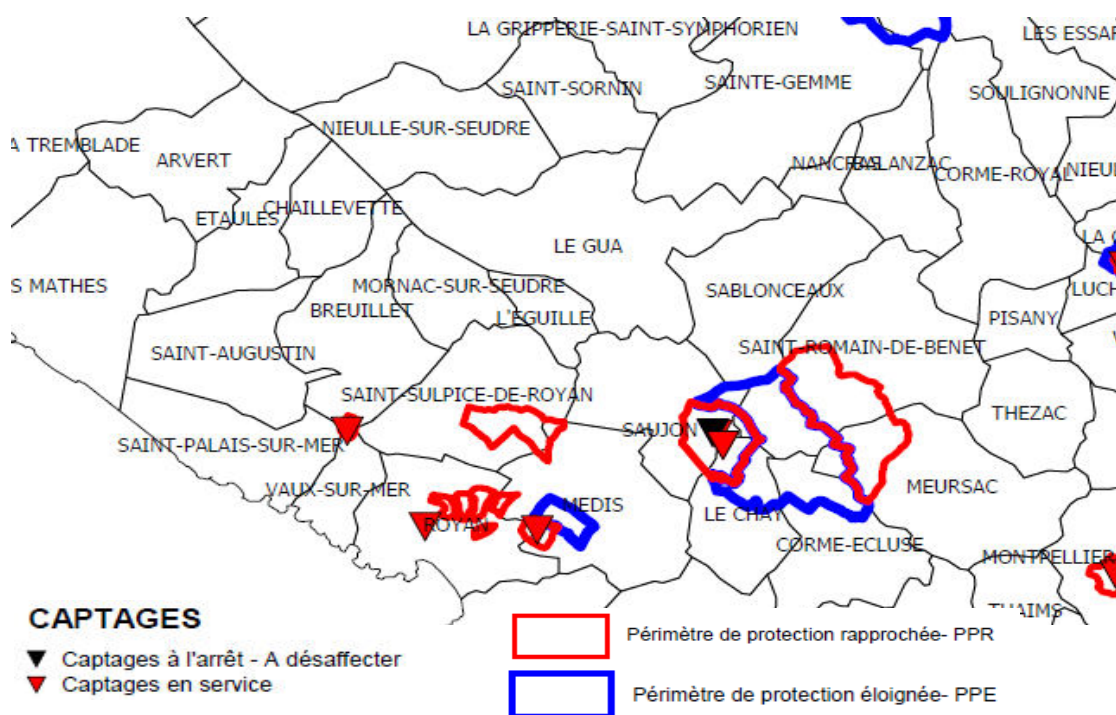 LA GRIPPERIE-SAINT-SYMPHORIEN
LES ESSAR
SAINTE-GEMME
SAINT-SORNIN
SOULIGNONNE
NIEULLE-SUR-SEUDRE
A TREMBLADE
ARVERT
NANCRAS
BALANZAC
CORME-ROYAL
NIEUL
CHAILLEVETTE
ETAULES
LE GUA
LA C
S MATHES
MORNAC-SUR-SEUDRE
SABLONCEAUX
LUCH
BREUILLET
L'EGUILLE
PISANY
SAINT-AUGUSTIN
SAINT-ROMAIN-DE-BENET
SAINT-SULPICE-DE-ROYAN
THEZAC
SAINT-PALAIS-SUR-MER
SAUJON
VAUX-SUR-MER
MEURSAC
MEDIS
LE CHAY
ROYAN
CORME-ECLUSE
MONTPELLIER
THAIMS
CAPTAGES
Captages à l'arrêt - A désaffecter
Captages en service
Périmètre de protection rapprochée- PPR
Périmètre de protection éloignée- PPE